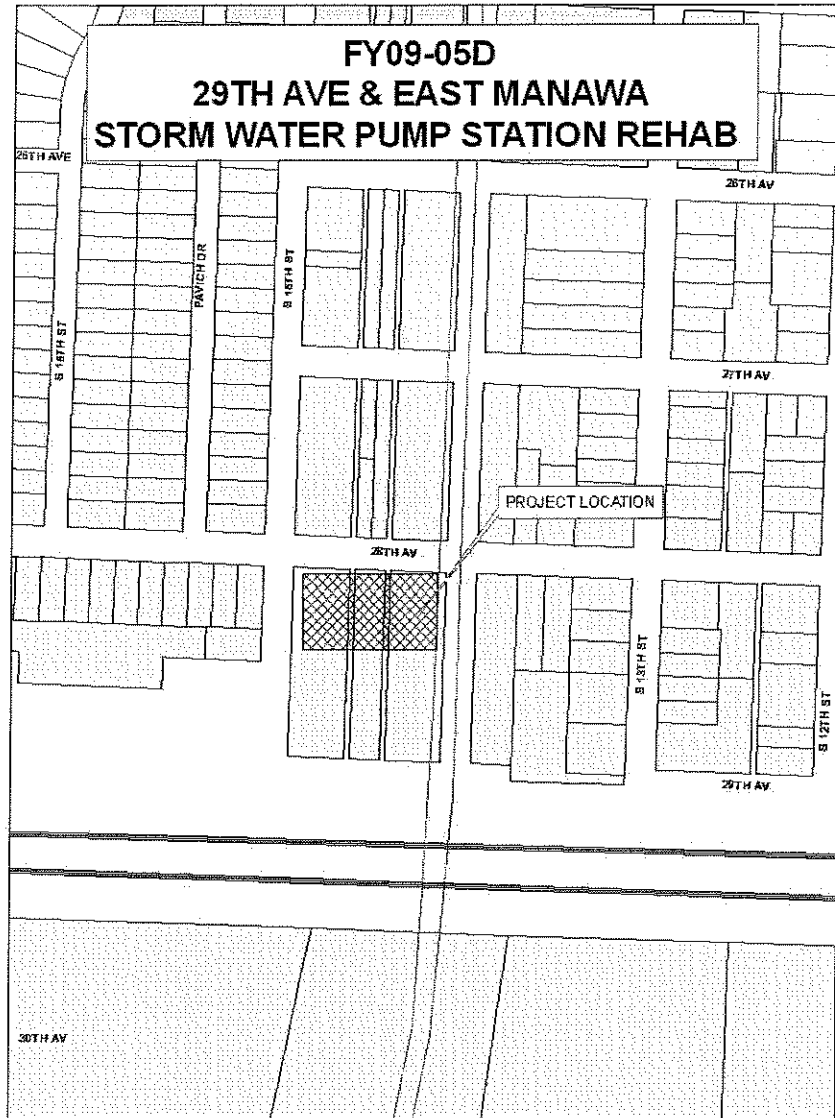 FY09-05D
29TH AVE & EAST MANAWA
STORM WATER PUMP STATION REHAB
26TH AVE
26TH AV
S 16TH ST
PAVICH DR
S 15TH ST
27TH AV
PROJECT LOCATION
28TH AV
S 13TH ST
S 12TH ST
29TH AV
30TH AV